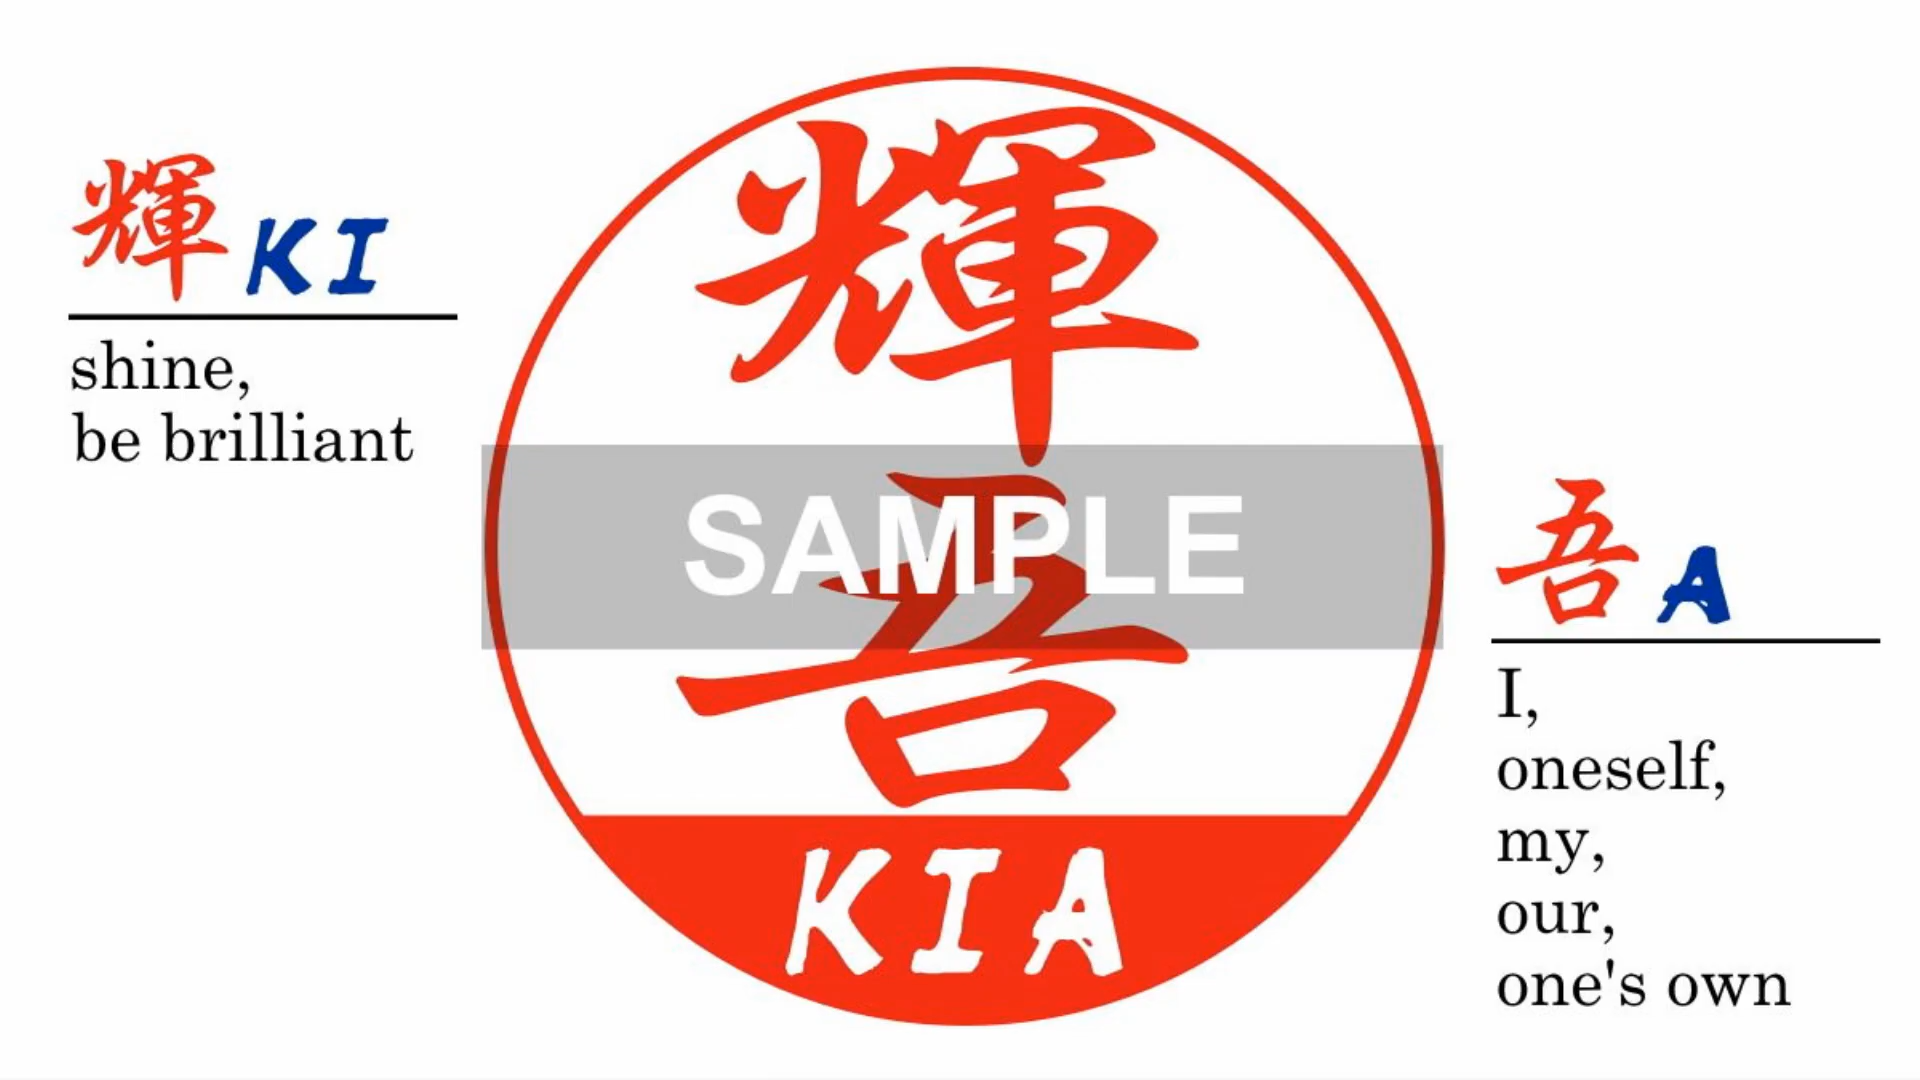 輝 KI
shine,
be brilliant
輝
吾
SAMPLE
KIA
吾 A
I,
oneself,
my,
our,
one's own